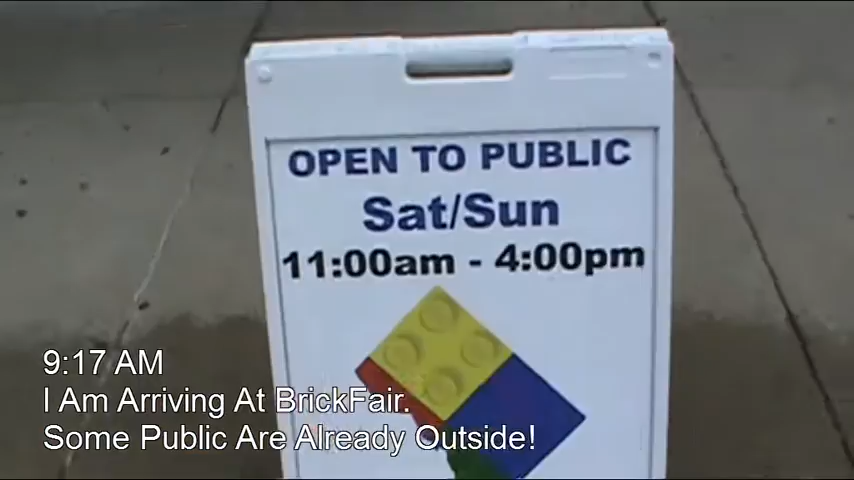 OPEN TO PUBLIC
Sat/Sun
11:00am - 4:00pm
9:17 AM
I Am Arriving At BrickFair.
Some Public Are Already Outside!